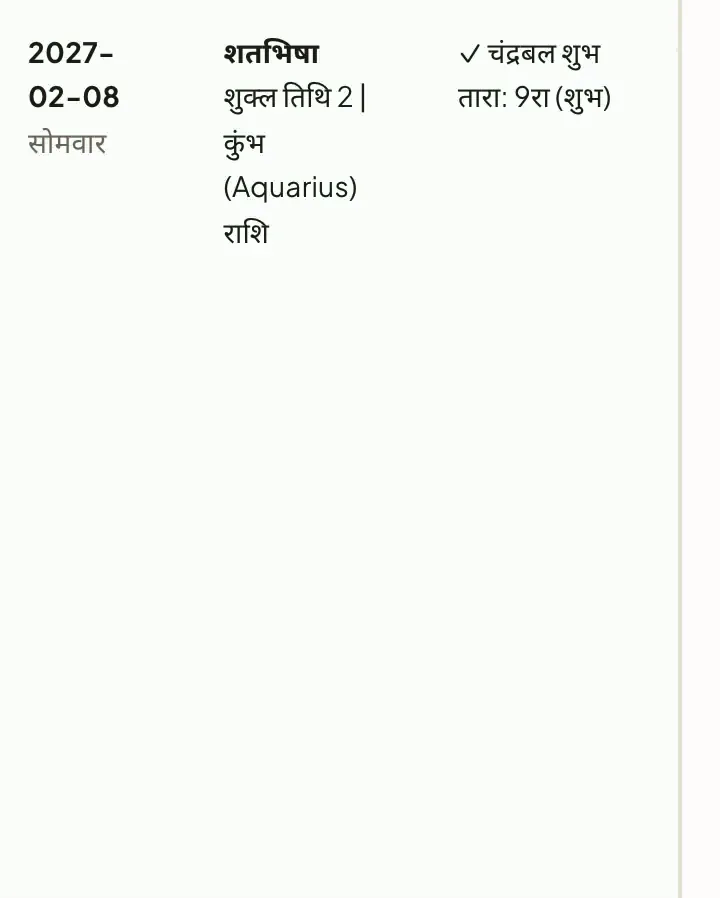 2027-
02-08
सोमवार
शतभिषा
शुक्ल तिथि 2 |
कुंभ
(Aquarius)
राशि
✓ चंद्रबल शुभ
तारा: 9रा (शुभ)